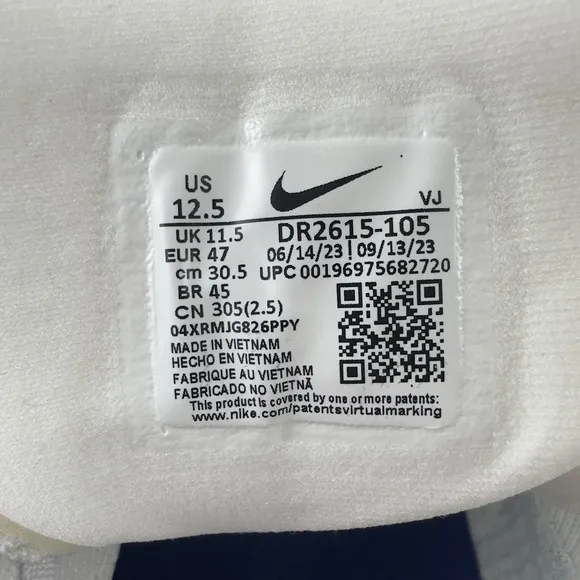 US
12.5
VJ
UK 11.5
DR2615-105
EUR 47
06/14/23 | 09/13/23
cm 30.5
UPC 00196975682720
BR 45
CN 305(2.5)
04XRMJG826PPY
MADE IN VIETNAM
HECHO EN VIETNAM
FABRIQUE AU VIETNAM
FABRICADO NO VIETNÃ
This product is covered by one or more patents:
www.nike.com/patentsvirtualmarking